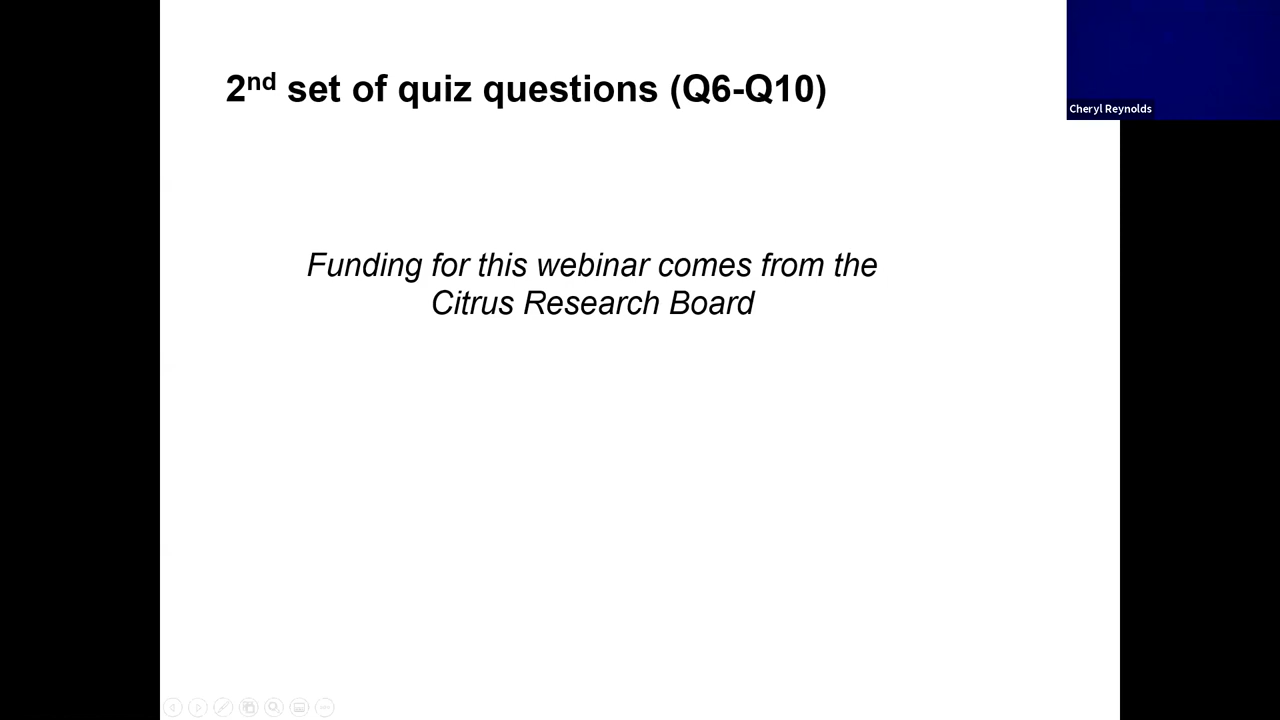 2nd set of quiz questions (Q6-Q10)
Cheryl Reynolds
Funding for this webinar comes from the
Citrus Research Board